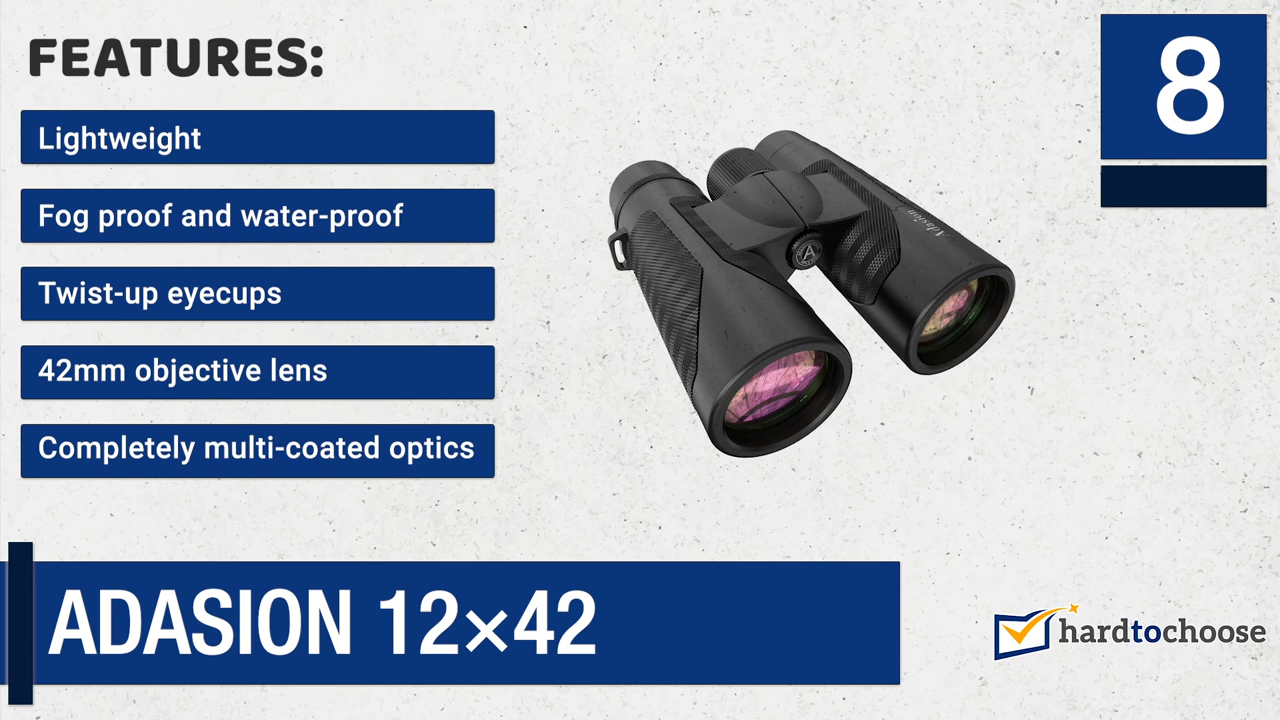 FEATURES:
8
Lightweight
Fog proof and water-proof
Twist-up eyecups
42mm objective lens
Completely multi-coated optics
Adasion
A
ADASION 12×42
hardtochoose